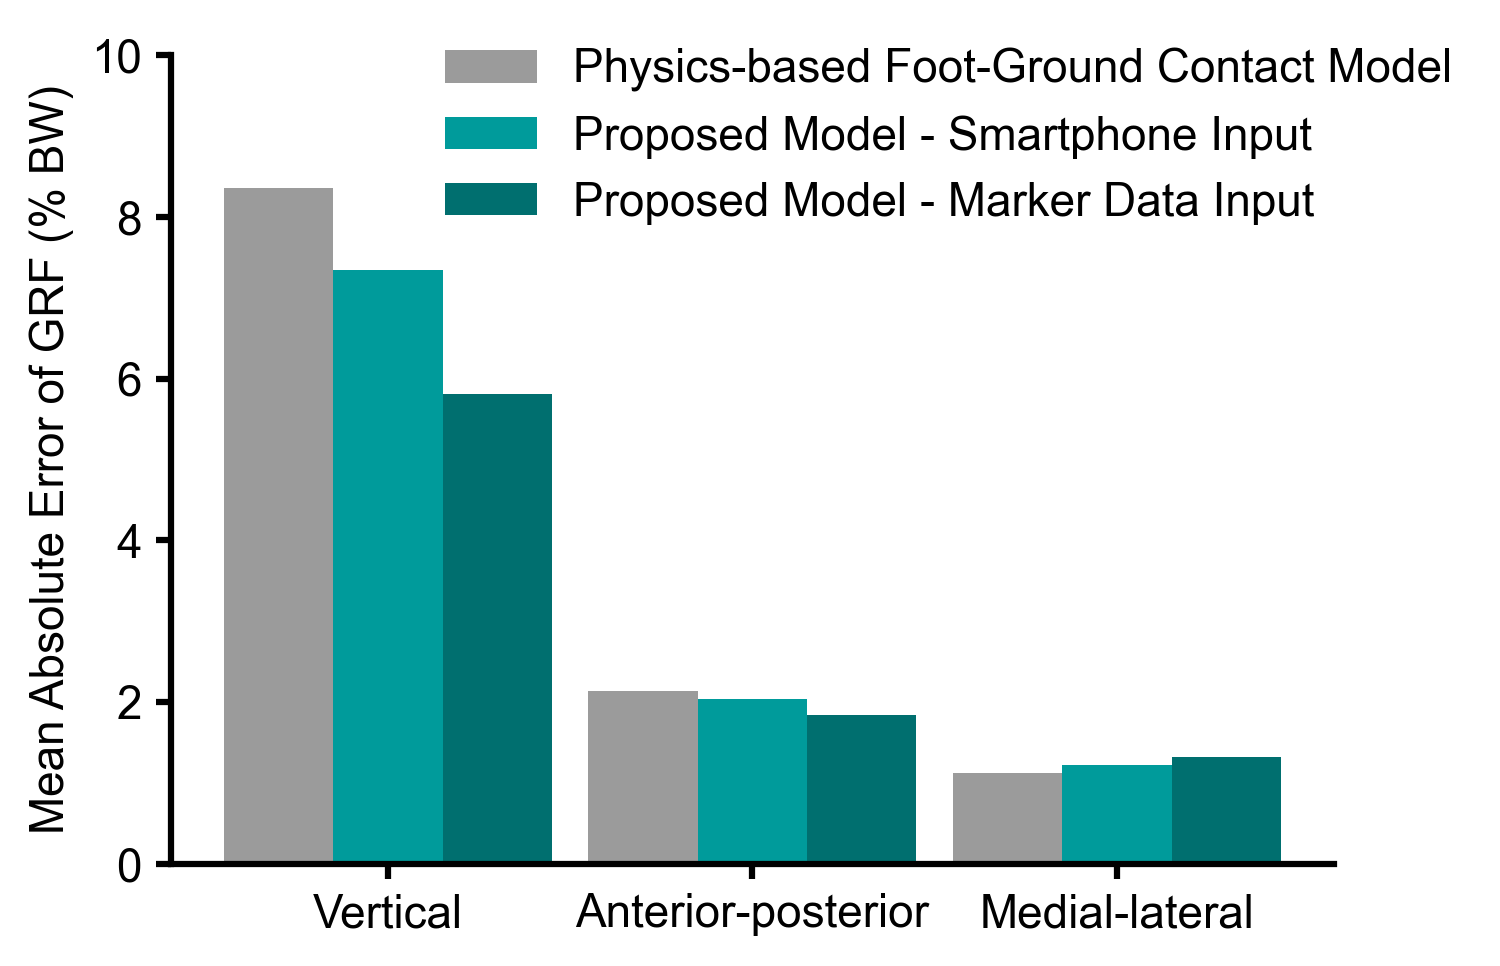 Mean Absolute Error of GRF (% BW)
10
8
6
4
2
0
Physics-based Foot-Ground Contact Model
Proposed Model - Smartphone Input
Proposed Model - Marker Data Input
Vertical
Anterior-posterior
Medial-lateral